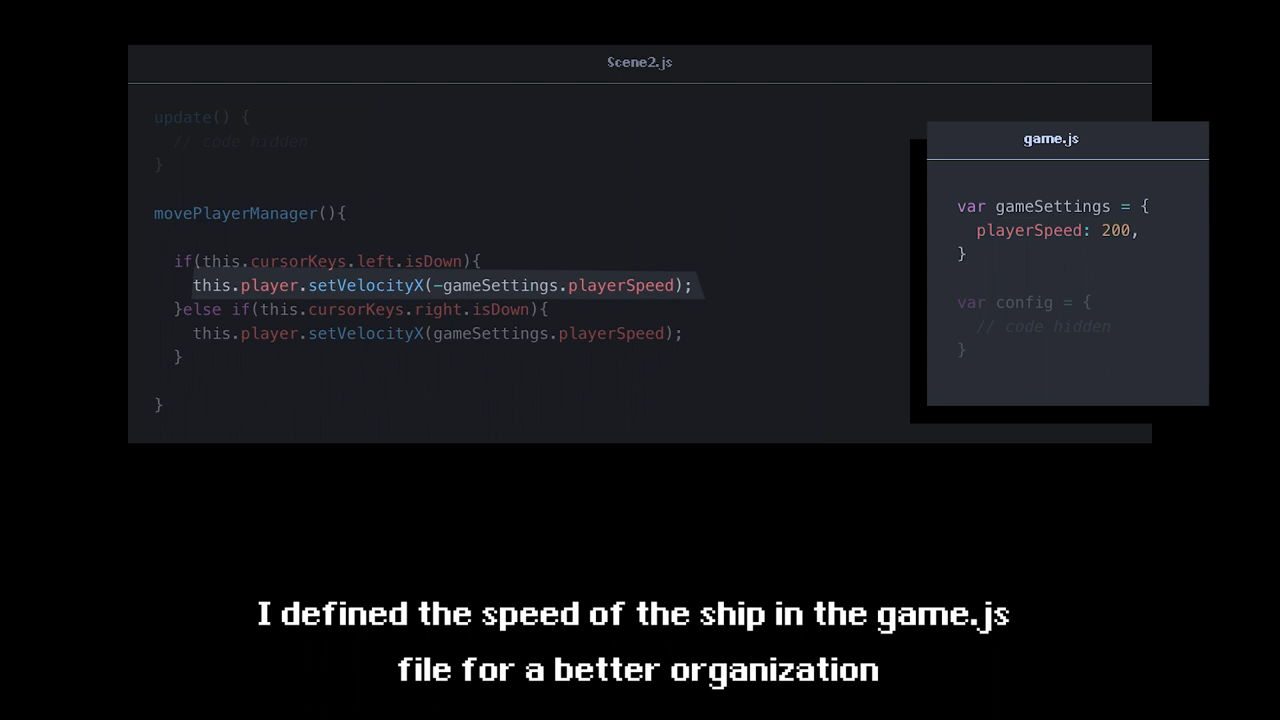 Scene2.js
update() {
// code hidden
}
movePlayerManager(){
if(this.cursorKeys.left.isDown){
this.player.setVelocityX(-gameSettings.playerSpeed);
}else if(this.cursorKeys.right.isDown){
this.player.setVelocityX(gameSettings.playerSpeed);
}
}
game.js
var gameSettings = {
playerSpeed: 200,
}
var config = {
// code hidden
}
I defined the speed of the ship in the game.js
file for a better organization